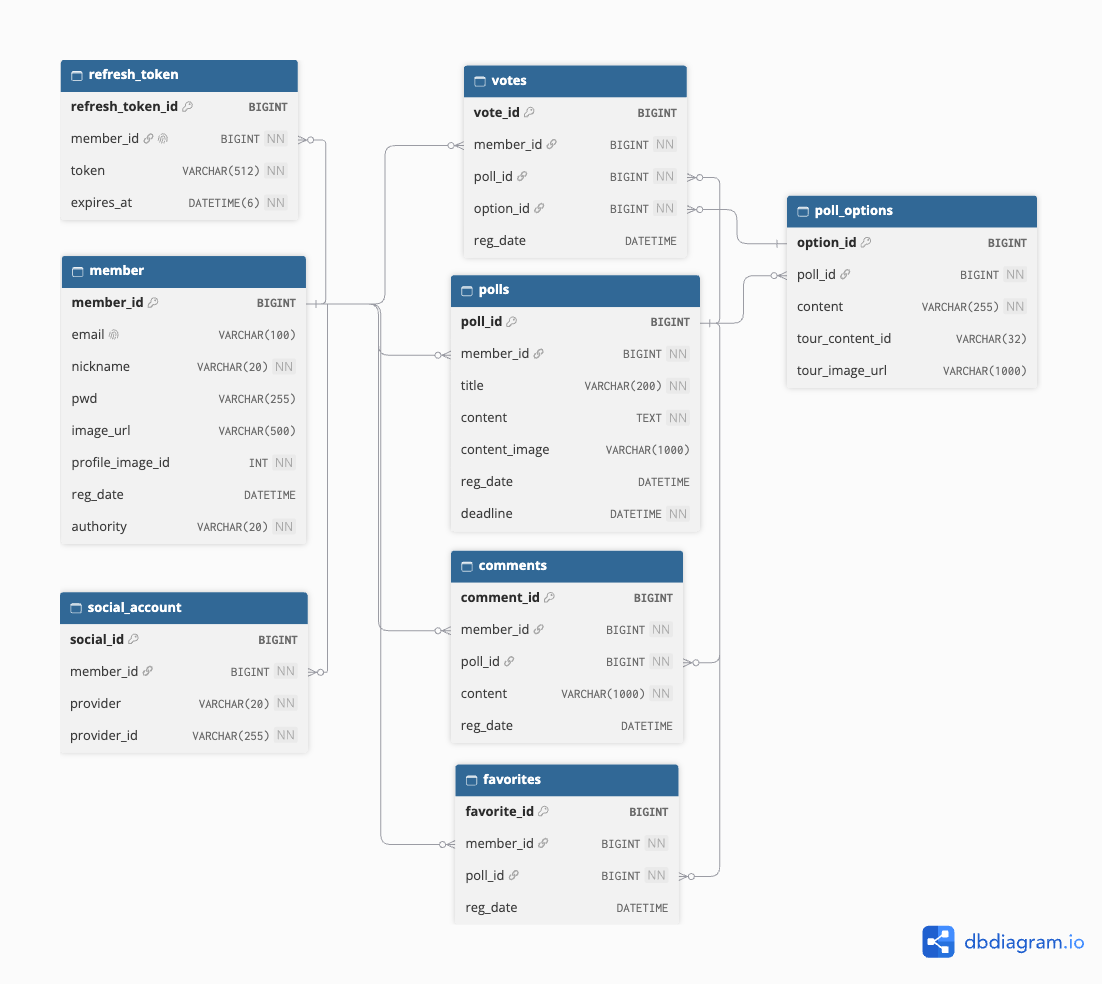 refresh_token
refresh_token_id BIGINT
member_id BIGINT NN
token VARCHAR(512) NN
expires_at DATETIME(6) NN
member
member_id BIGINT
email VARCHAR(100)
nickname VARCHAR(20) NN
pwd VARCHAR(255)
image_url VARCHAR(500)
profile_image_id INT NN
reg_date DATETIME
authority VARCHAR(20) NN
social_account
social_id BIGINT
member_id BIGINT NN
provider VARCHAR(20) NN
provider_id VARCHAR(255) NN
votes
vote_id BIGINT
member_id BIGINT NN
poll_id BIGINT NN
option_id BIGINT NN
reg_date DATETIME
polls
poll_id BIGINT
member_id BIGINT NN
title VARCHAR(200) NN
content TEXT NN
content_image VARCHAR(1000)
reg_date DATETIME
deadline DATETIME NN
comments
comment_id BIGINT
member_id BIGINT NN
poll_id BIGINT NN
content VARCHAR(1000) NN
reg_date DATETIME
favorites
favorite_id BIGINT
member_id BIGINT NN
poll_id BIGINT NN
reg_date DATETIME
poll_options
option_id BIGINT
poll_id BIGINT NN
content VARCHAR(255) NN
tour_content_id VARCHAR(32)
tour_image_url VARCHAR(1000)
dbdiagram.io